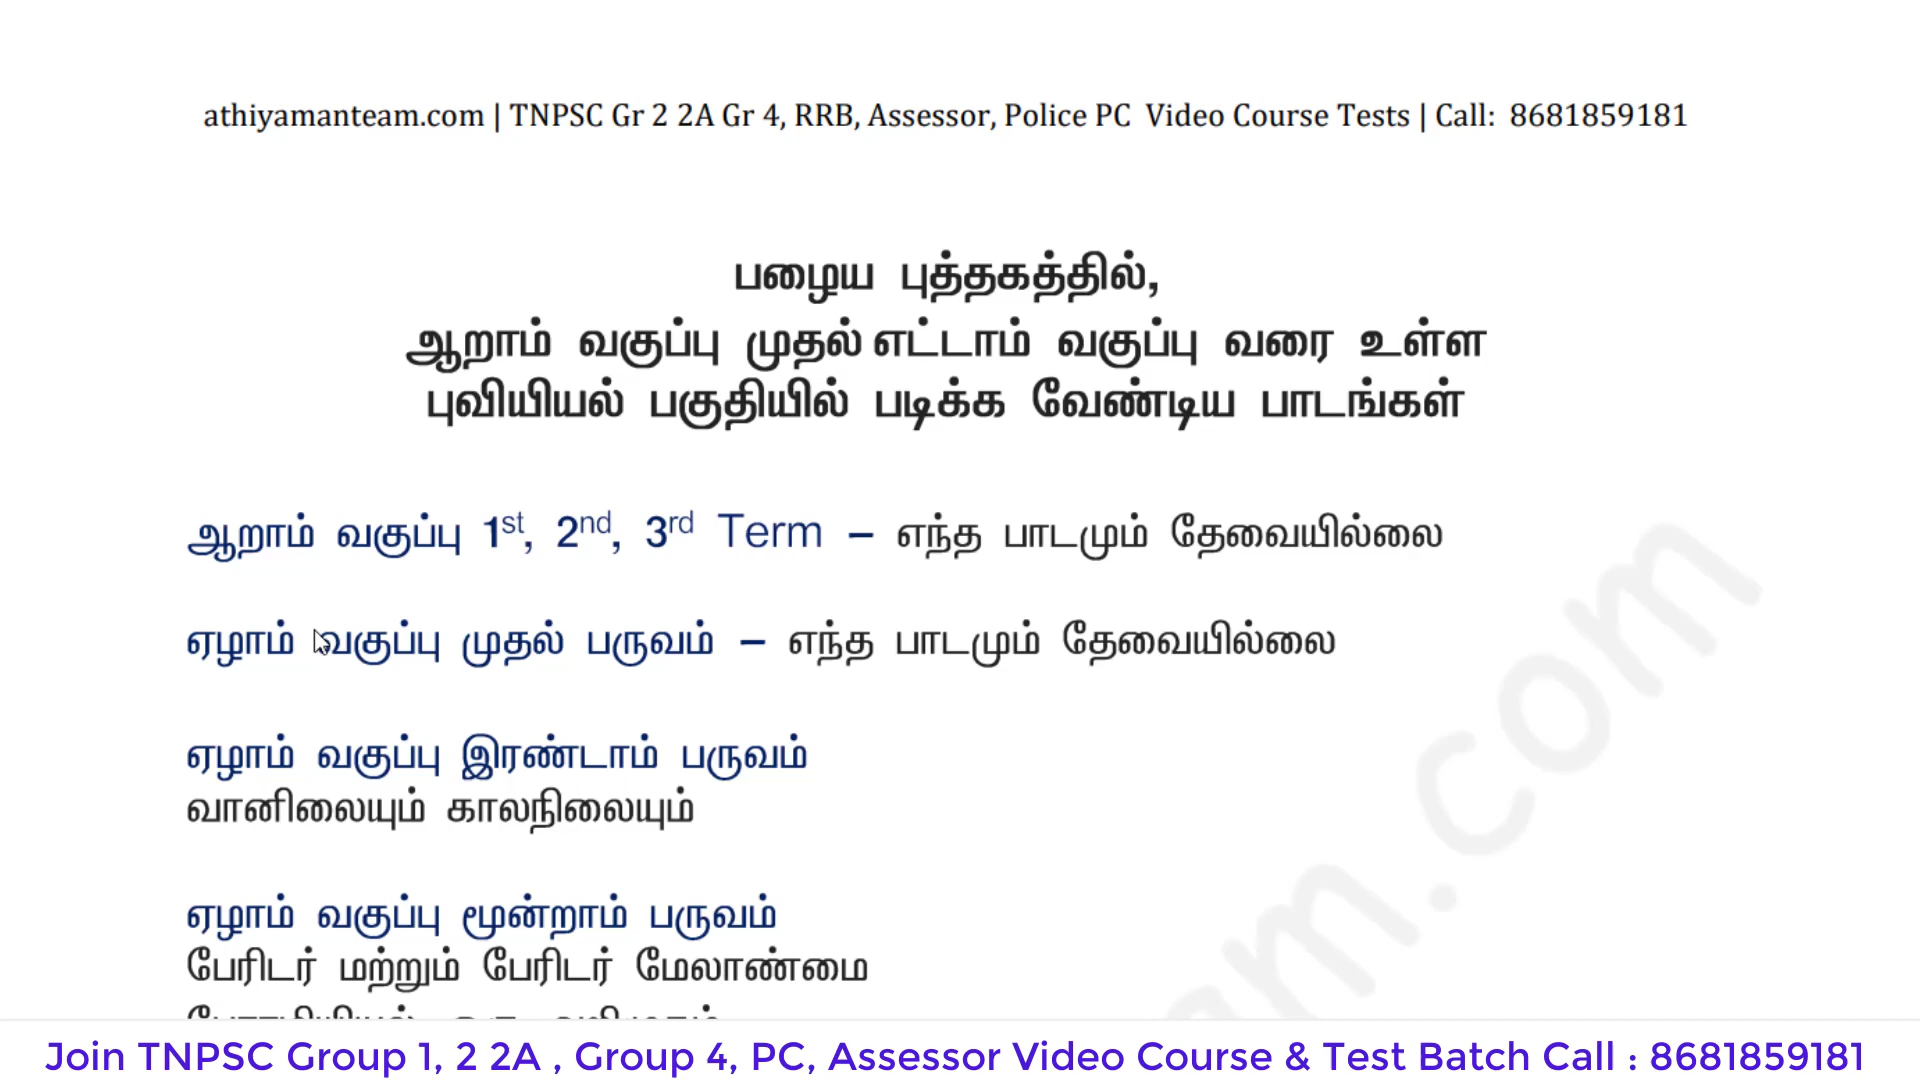 athiyamanteam.com | TNPSC Gr 2 2A Gr 4, RRB, Assessor, Police PC Video Course Tests | Call: 8681859181
பழைய புத்தகத்தில்,
ஆறாம் வகுப்பு முதல் எட்டாம் வகுப்பு வரை உள்ள
புவியியல் பகுதியில் படிக்க வேண்டிய பாடங்கள்
ஆறாம் வகுப்பு 1st, 2nd, 3rd Term – எந்த பாடமும் தேவையில்லை
ஏழாம் வகுப்பு முதல் பருவம் – எந்த பாடமும் தேவையில்லை
ஏழாம் வகுப்பு இரண்டாம் பருவம்
வானிலையும் காலநிலையும்
ஏழாம் வகுப்பு மூன்றாம் பருவம்
பேரிடர் மற்றும் பேரிடர் மேலாண்மை
am.com
Join TNPSC Group 1, 2 2A , Group 4, PC, Assessor Video Course & Test Batch Call : 8681859181